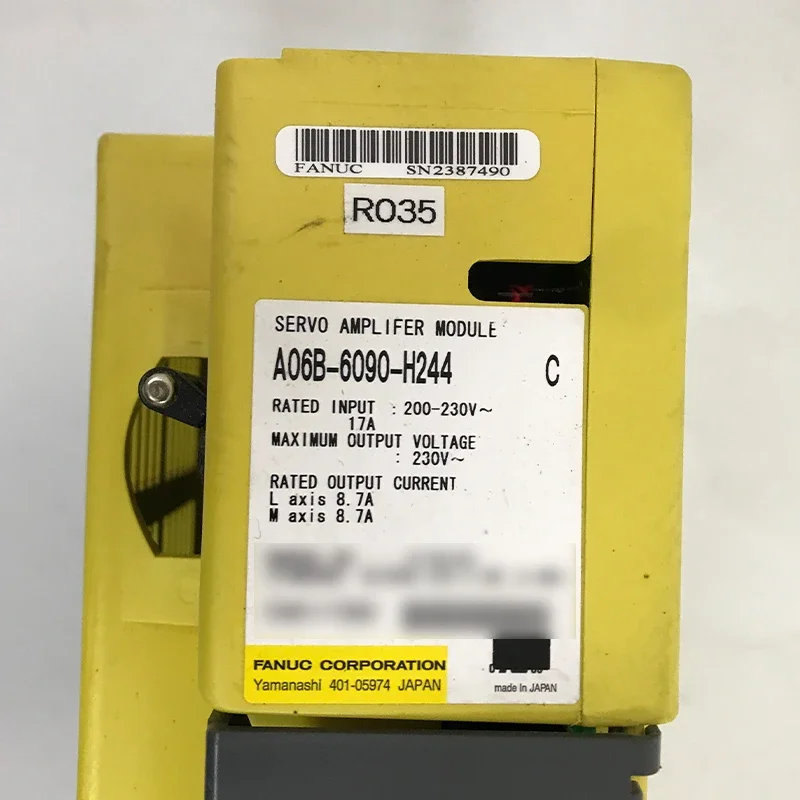 FANUC SN2387490
R035
SERVO AMPLIFER MODULE
A06B-6090-H244 C
RATED INPUT : 200-230V~
17A
MAXIMUM OUTPUT VOLTAGE
: 230V~
RATED OUTPUT CURRENT
L axis 8.7A
M axis 8.7A
FANUC CORPORATION
Yamanashi 401-05974 JAPAN
made in JAPAN